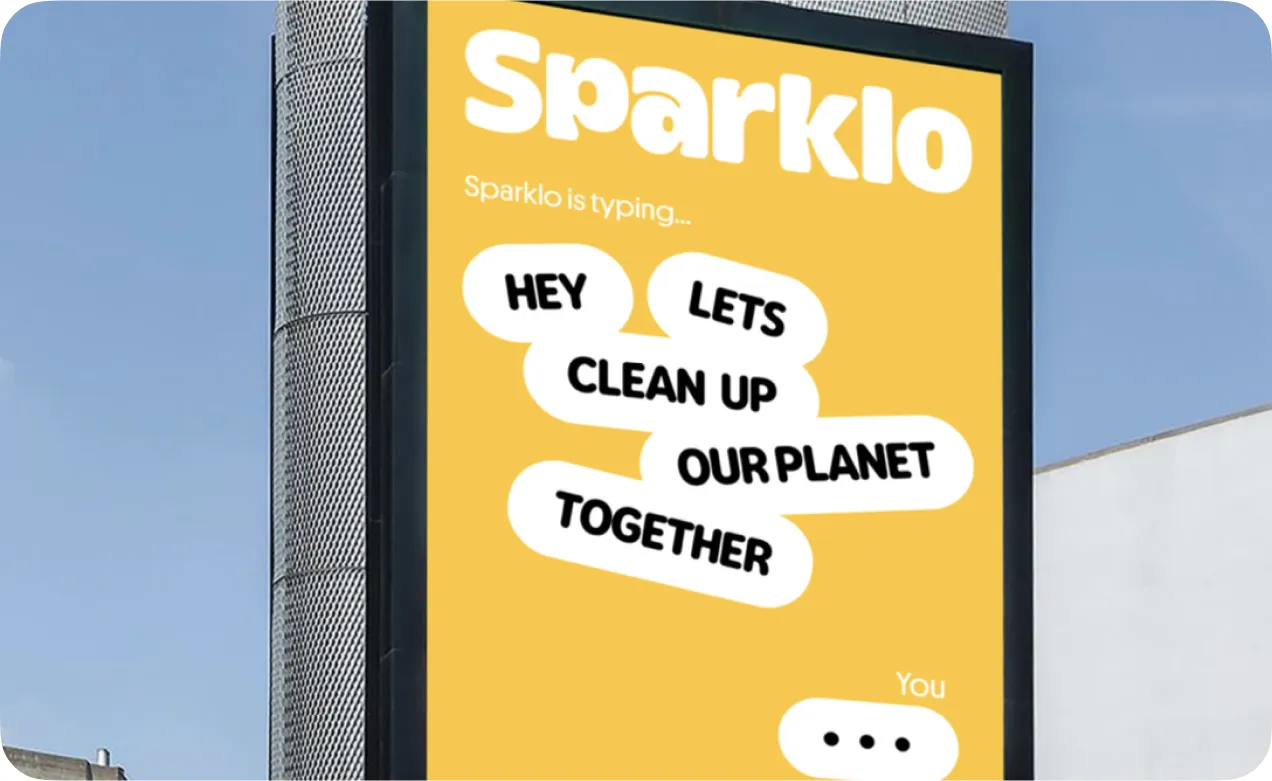 Sparklo
Sparklo is typing...
HEY LETS
CLEAN UP
OUR PLANET
TOGETHER
You